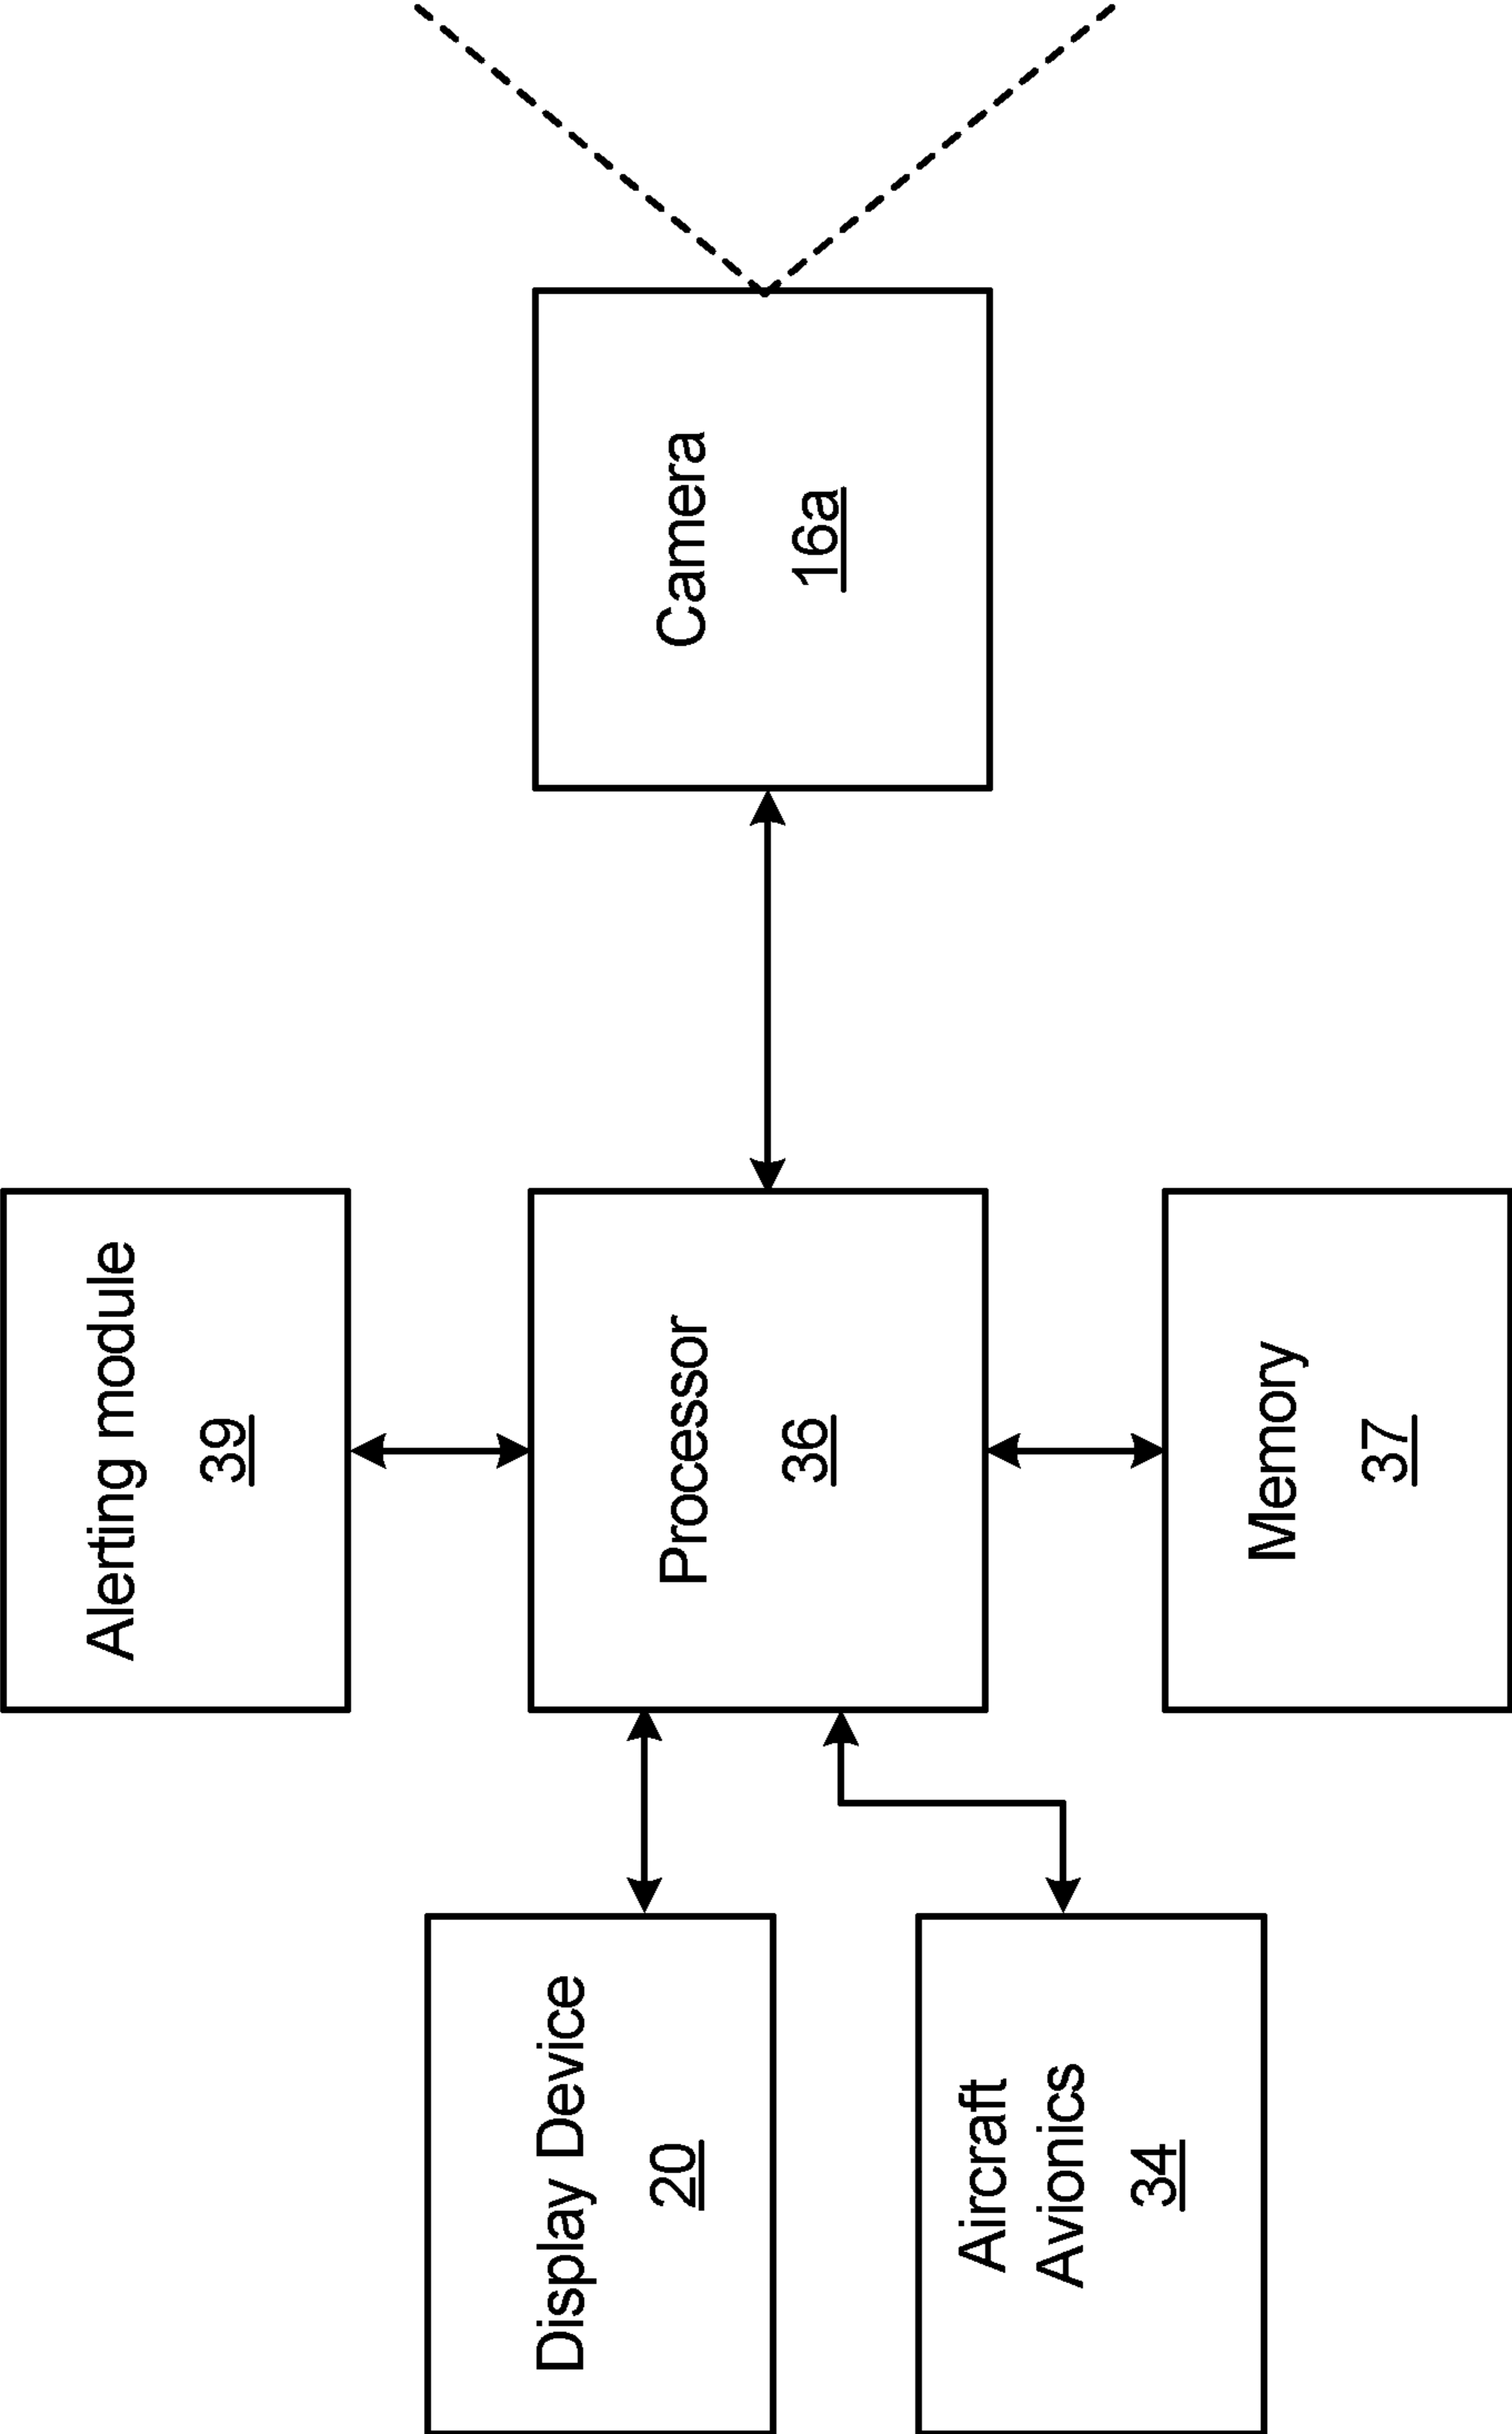 Alerting module
39
Display Device
20
Processor
36
Camera
16a
Aircraft
Avionics
34
Memory
37